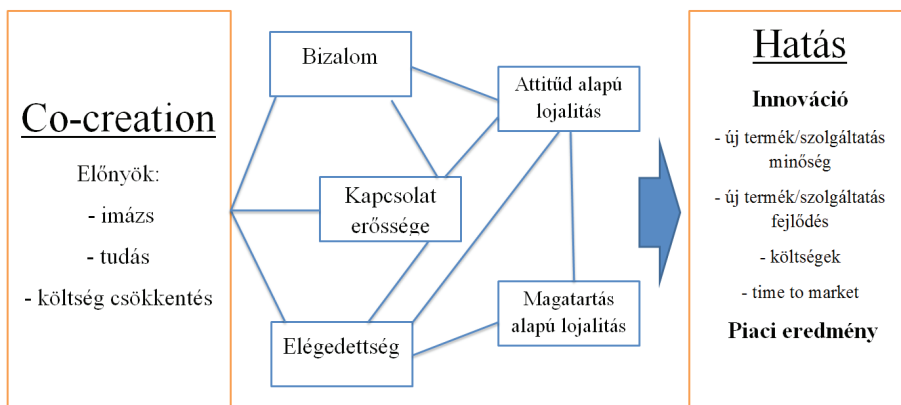 Co-creation
Előnyök:
- imázs
- tudás
- költség csökkentés
Bizalom
Kapcsolat
erőssége
Elégedettség
Attitűd alapú
lojalitás
Magatartás
alapú lojalitás
Hatás
Innováció
- új termék/szolgáltatás
minőség
- új termék/szolgáltatás
fejlődés
- költségek
- time to market
Piaci eredmény